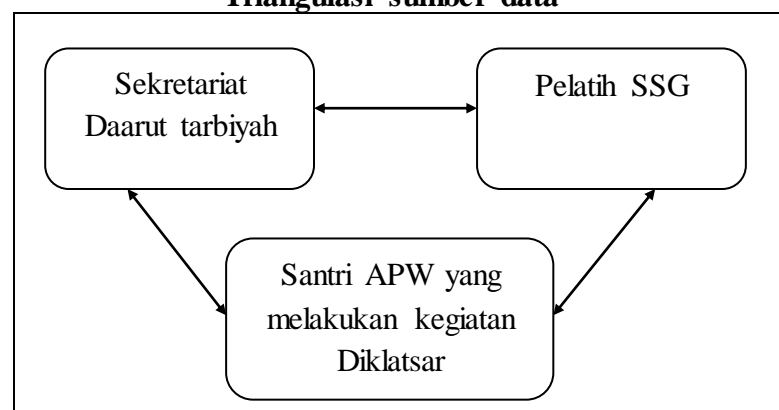 Triangulasi sumber data
Sekretariat
Daarut tarbiyah
Pelatih SSG
Santri APW yang
melakukan kegiatan
Diklatsar